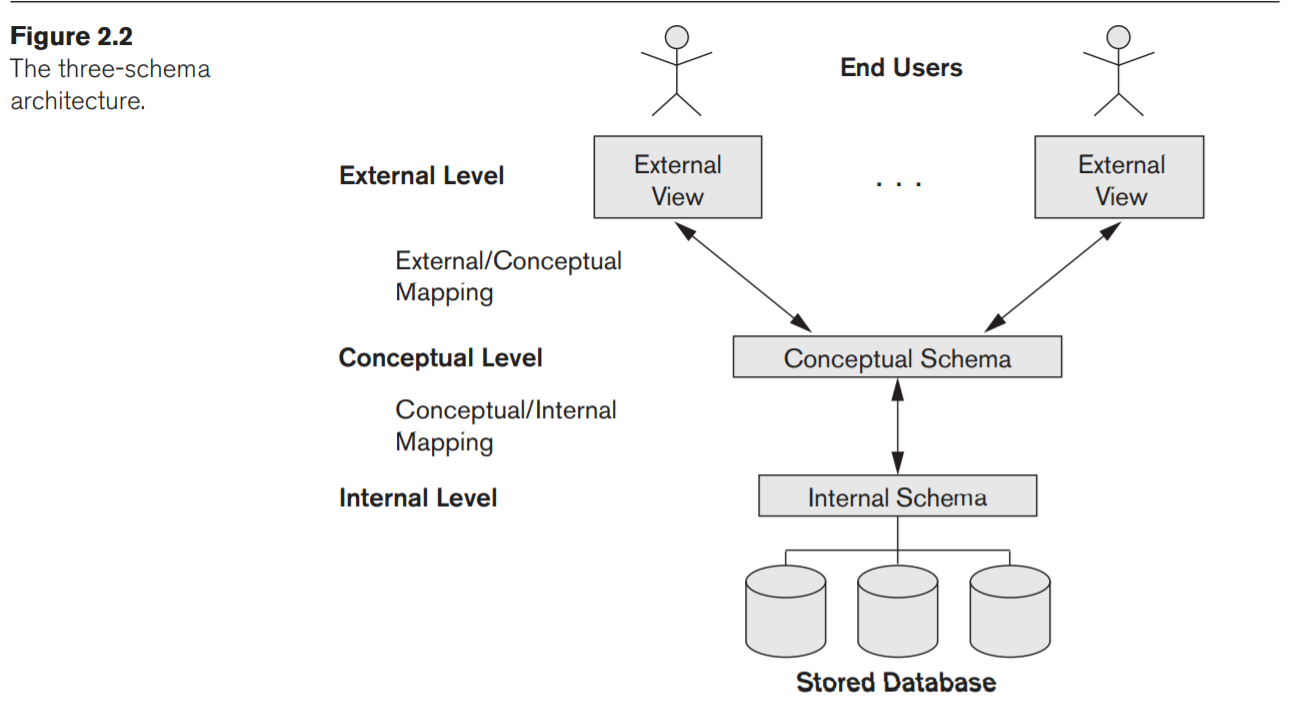 Figure 2.2
The three-schema
architecture.
End Users
External Level
External
View
. . .
External
View
External/Conceptual
Mapping
Conceptual Level
Conceptual Schema
Conceptual/Internal
Mapping
Internal Level
Internal Schema
Stored Database